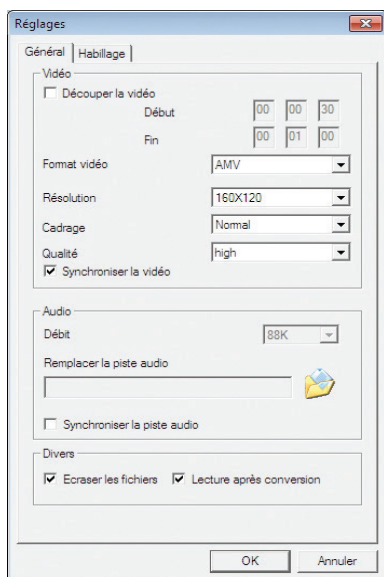 Réglages
Général Habillage
Vidéo
Découper la vidéo
Début 00 00 30
Fin 00 01 00
Format vidéo AMV
Résolution 160X120
Cadrage Normal
Qualité high
Synchroniser la vidéo
Audio
Débit 88K
Remplacer la piste audio
Synchroniser la piste audio
Divers
Ecraser les fichiers Lecture après conversion
OK Annuler